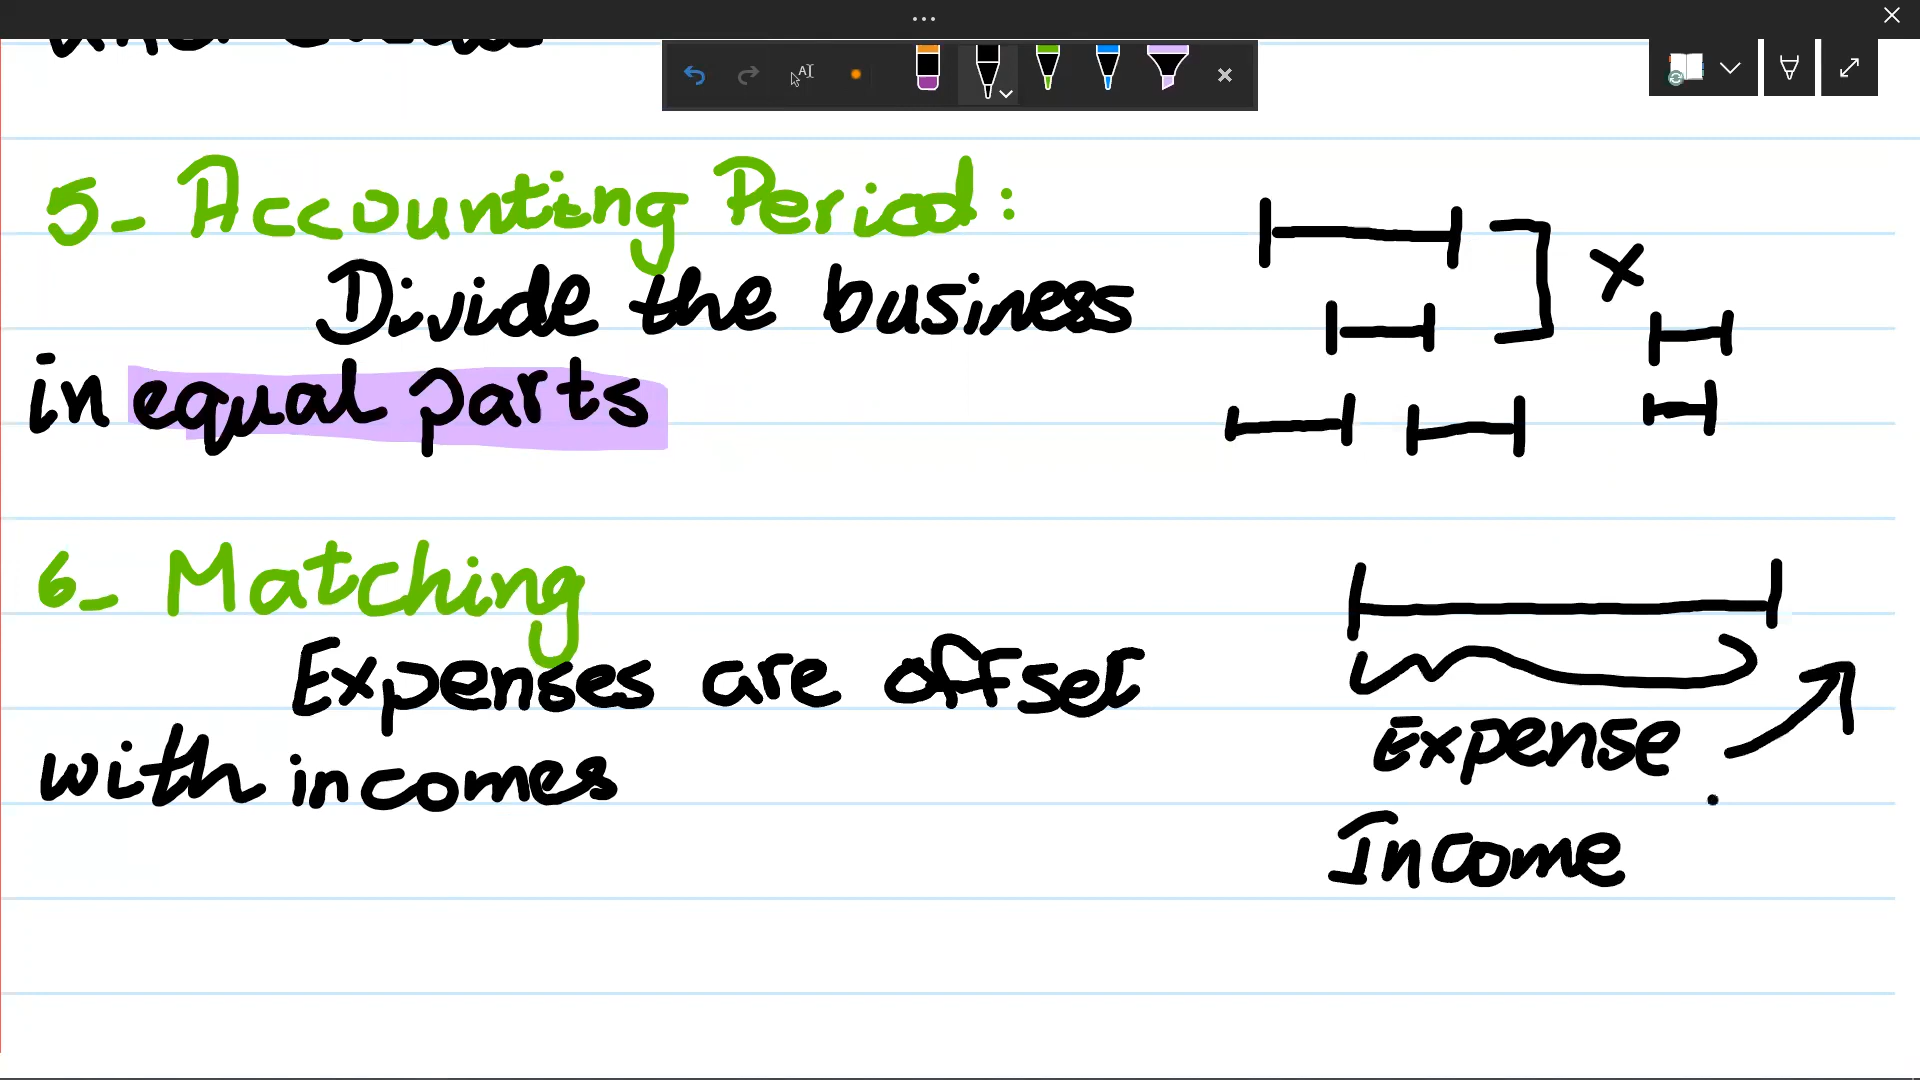 5- Accounting Period:
Divide the business
in equal parts
x
6- Matching
Expenses are offset
with incomes
Expense
Income